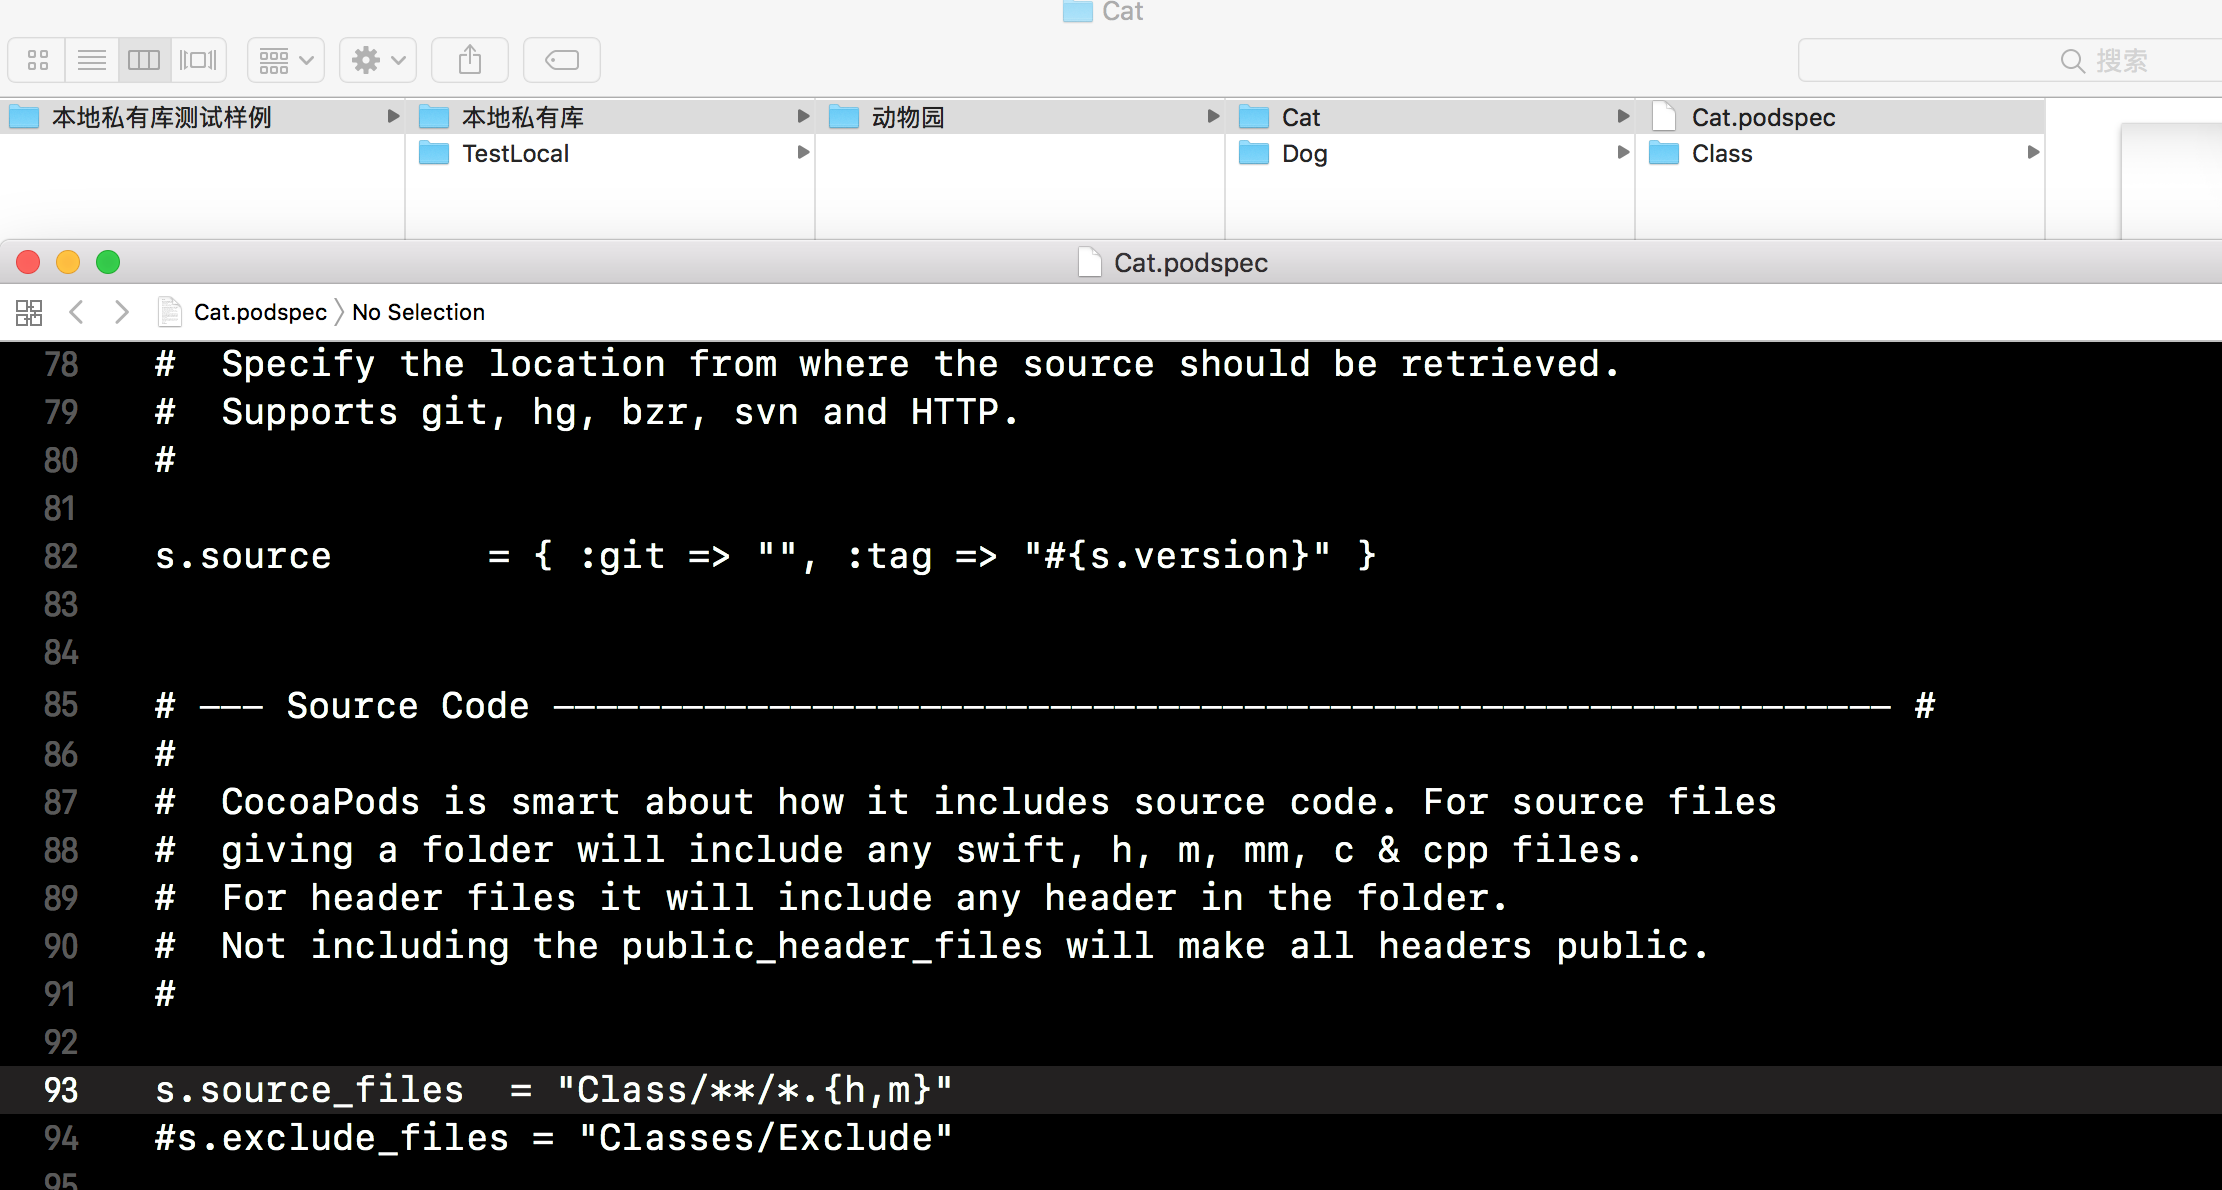 Cat
搜索
本地私有库测试样例
本地私有库
动物园
Cat
Cat.podspec
TestLocal
Dog
Class
Cat.podspec
Cat.podspec
No Selection
78 # Specify the location from where the source should be retrieved.
79 # Supports git, hg, bzr, svn and HTTP.
80 #
81
82 s.source = { :git => "", :tag => "#{s.version}" }
83
84
85 # ――― Source Code ―――――――――――――――――――――――――――――――――――――――――――――――――――――――――――――― #
86 #
87 # CocoaPods is smart about how it includes source code. For source files
88 # giving a folder will include any swift, h, m, mm, c & cpp files.
89 # For header files it will include any header in the folder.
90 # Not including the public_header_files will make all headers public.
91 #
92
93 s.source_files = "Class/**/*.{h,m}"
94 #s.exclude_files = "Classes/Exclude"
95